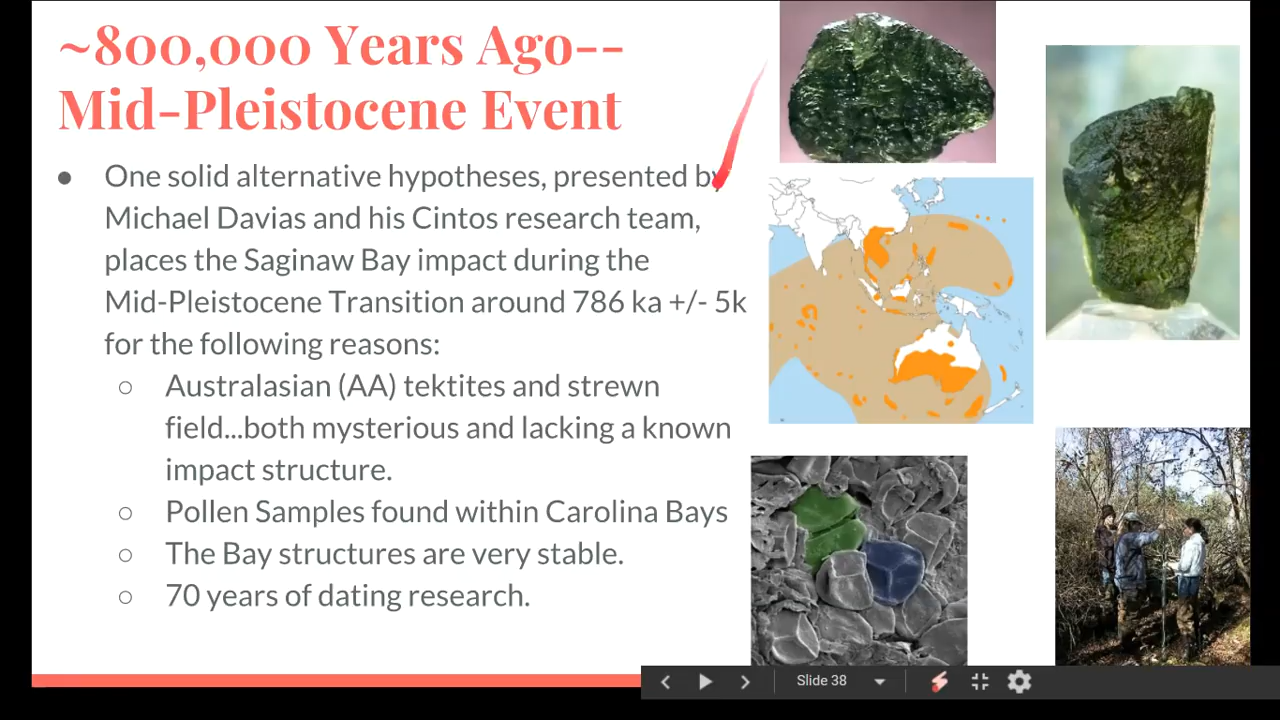 ~800,000 Years Ago--
Mid-Pleistocene Event
● One solid alternative hypotheses, presented by
Michael Davias and his Cintos research team,
places the Saginaw Bay impact during the
Mid-Pleistocene Transition around 786 ka +/- 5k
for the following reasons:
○ Australasian (AA) tektites and strewn
field...both mysterious and lacking a known
impact structure.
○ Pollen Samples found within Carolina Bays
○ The Bay structures are very stable.
○ 70 years of dating research.
Slide 38